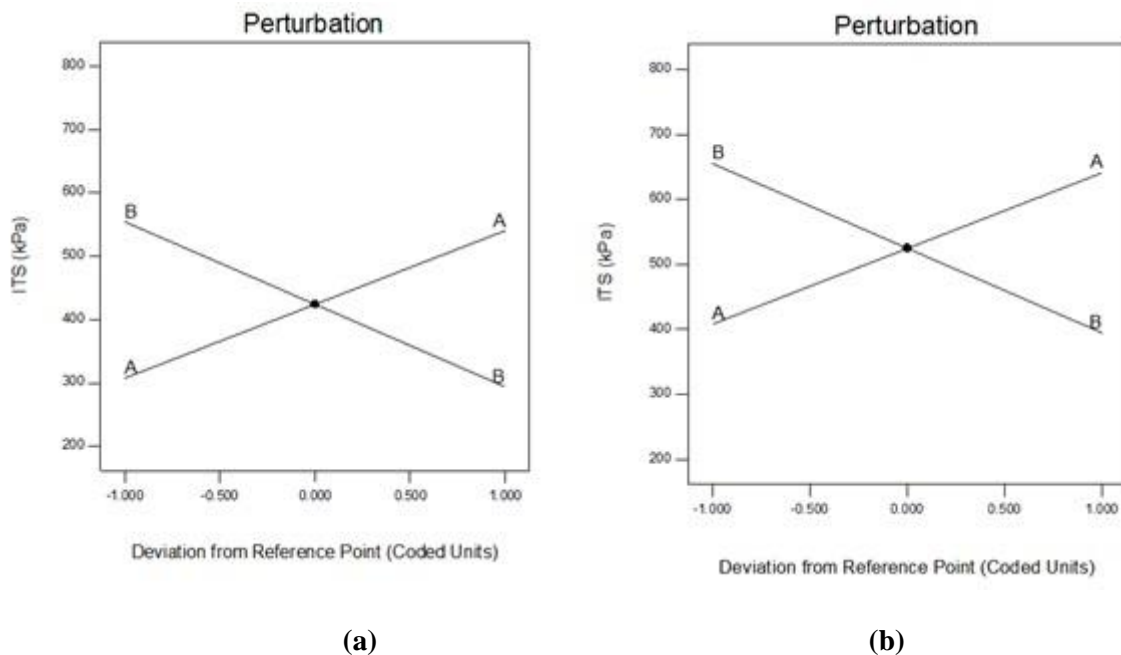 Perturbation
800
700
600
500
400
300
200
ITS (kPa)
B
A
A
B
-1.000 -0.500 0.000 0.500 1.000
Deviation from Reference Point (Coded Units)
(a)
Perturbation
800
700
600
500
400
300
200
ITS (kPa)
B
A
A
B
-1.000 -0.500 0.000 0.500 1.000
Deviation from Reference Point (Coded Units)
(b)